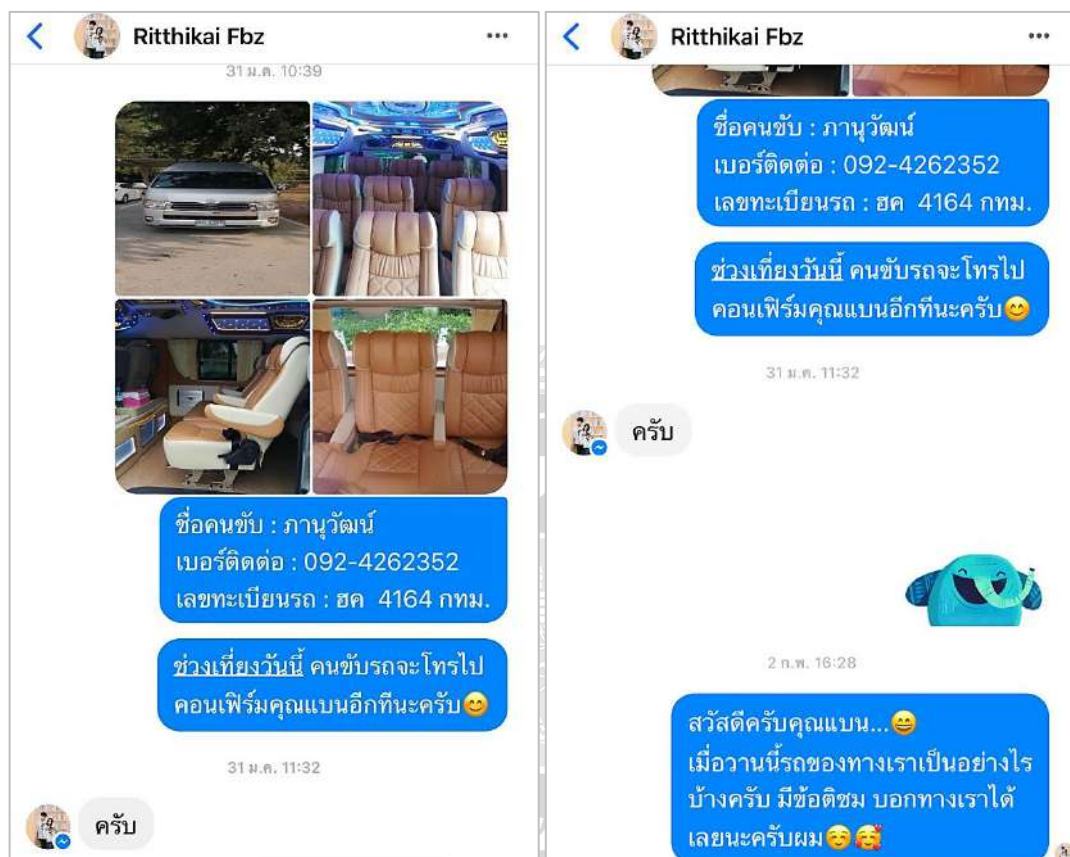 Ritthikai Fbz
31 ม.ค. 10:39
ชื่อคนขับ : ภานุวัฒน์
เบอร์ติดต่อ : 092-4262352
เลขทะเบียนรถ : ฮค 4164 กทม.
ช่วงเที่ยงวันนี้ คนขับรถจะโทรไป
คอนเฟิร์มคุณแบนอีกทีนะครับ😊
31 ม.ค. 11:32
ครับ
Ritthikai Fbz
ชื่อคนขับ : ภานุวัฒน์
เบอร์ติดต่อ : 092-4262352
เลขทะเบียนรถ : ฮค 4164 กทม.
ช่วงเที่ยงวันนี้ คนขับรถจะโทรไป
คอนเฟิร์มคุณแบนอีกทีนะครับ😊
31 ม.ค. 11:32
ครับ
2 ก.พ. 16:28
สวัสดีครับคุณแบน...😄
เมื่อวานนี้รถของทางเราเป็นอย่างไร
บ้างครับ มีข้อติชม บอกทางเราได้
เลยนะครับผม☺️🥰